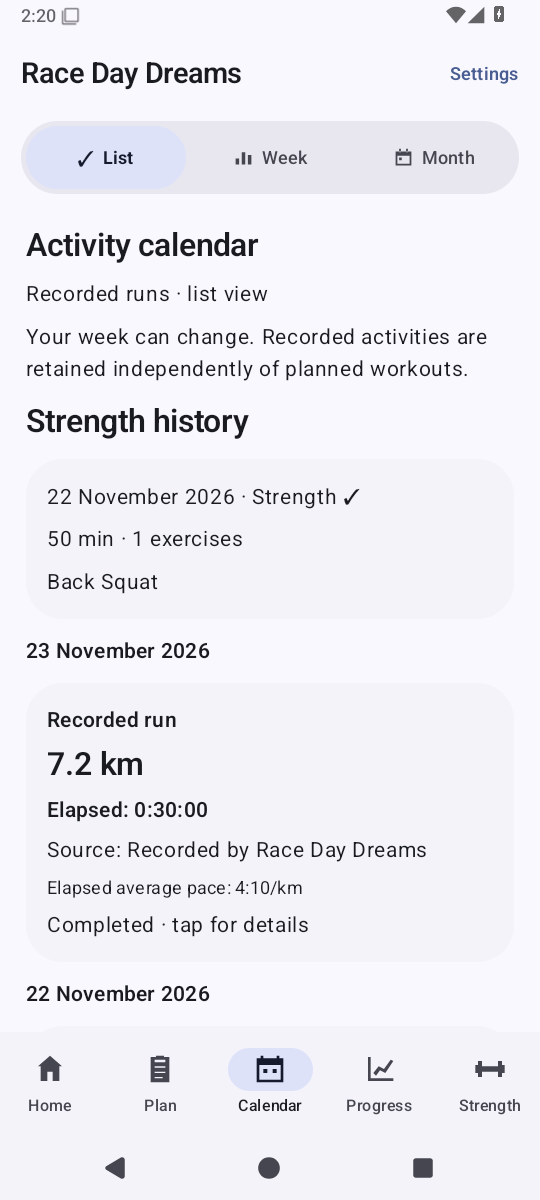 2:20
Race Day Dreams
Settings
✓ List
Week
Month
Activity calendar
Recorded runs · list view
Your week can change. Recorded activities are
retained independently of planned workouts.
Strength history
22 November 2026 · Strength ✓
50 min · 1 exercises
Back Squat
23 November 2026
Recorded run
7.2 km
Elapsed: 0:30:00
Source: Recorded by Race Day Dreams
Elapsed average pace: 4:10/km
Completed · tap for details
22 November 2026
Home
Plan
Calendar
Progress
Strength